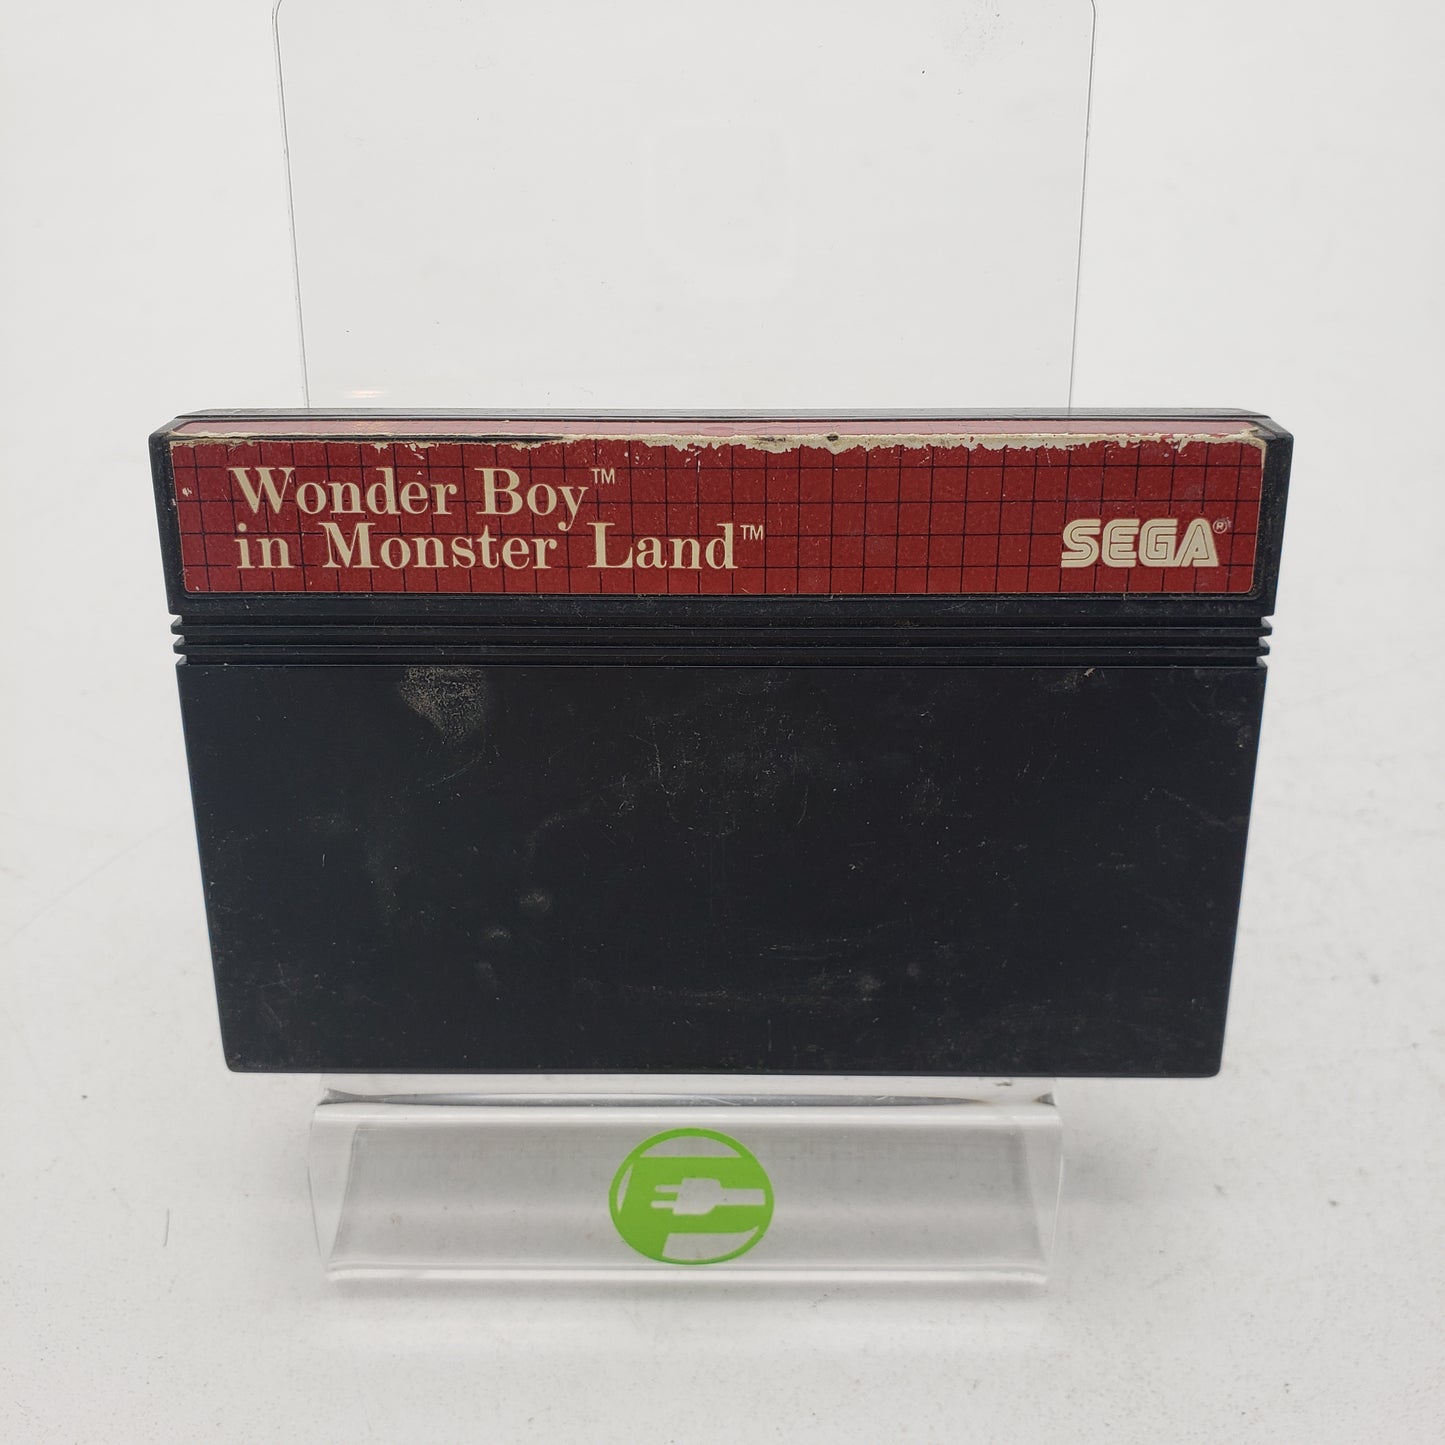 Wonder Boy™
in Monster Land™
SEGA®